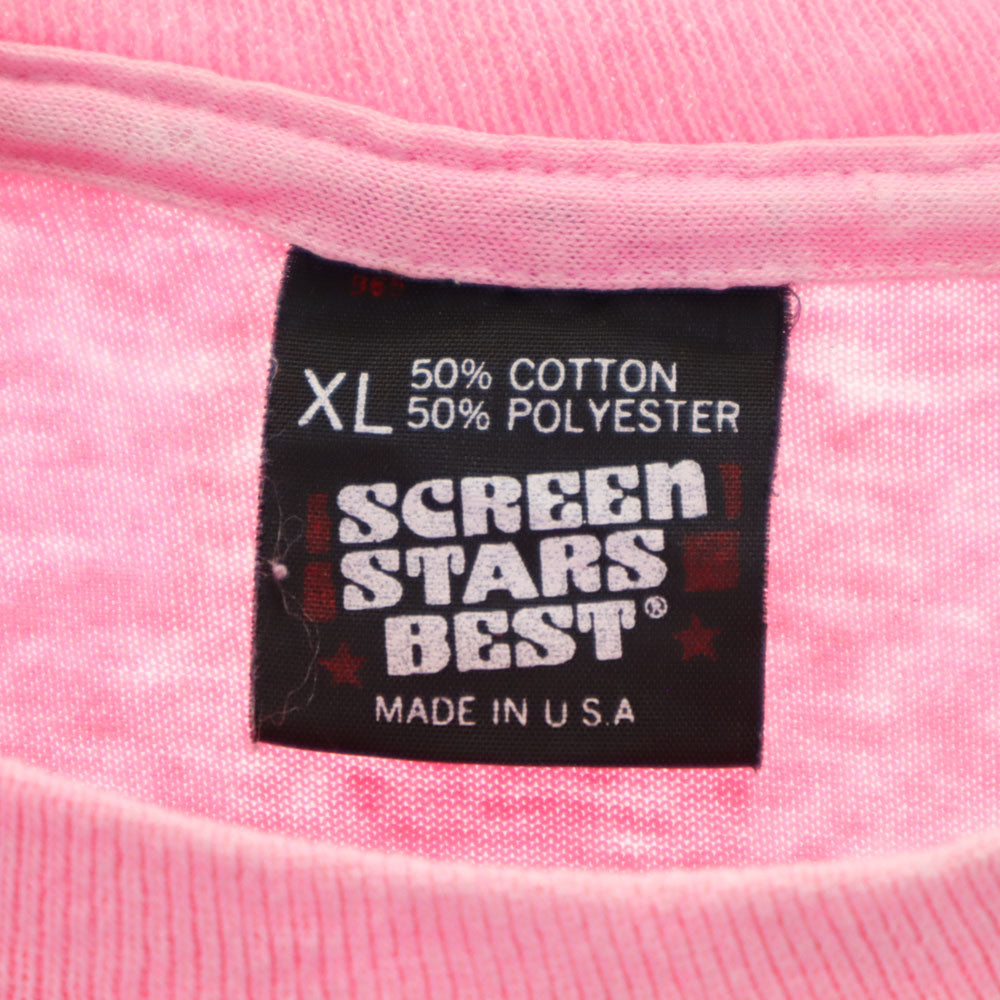 XL
50% COTTON
50% POLYESTER
SCREEN
STARS
BEST®
MADE IN U S.A